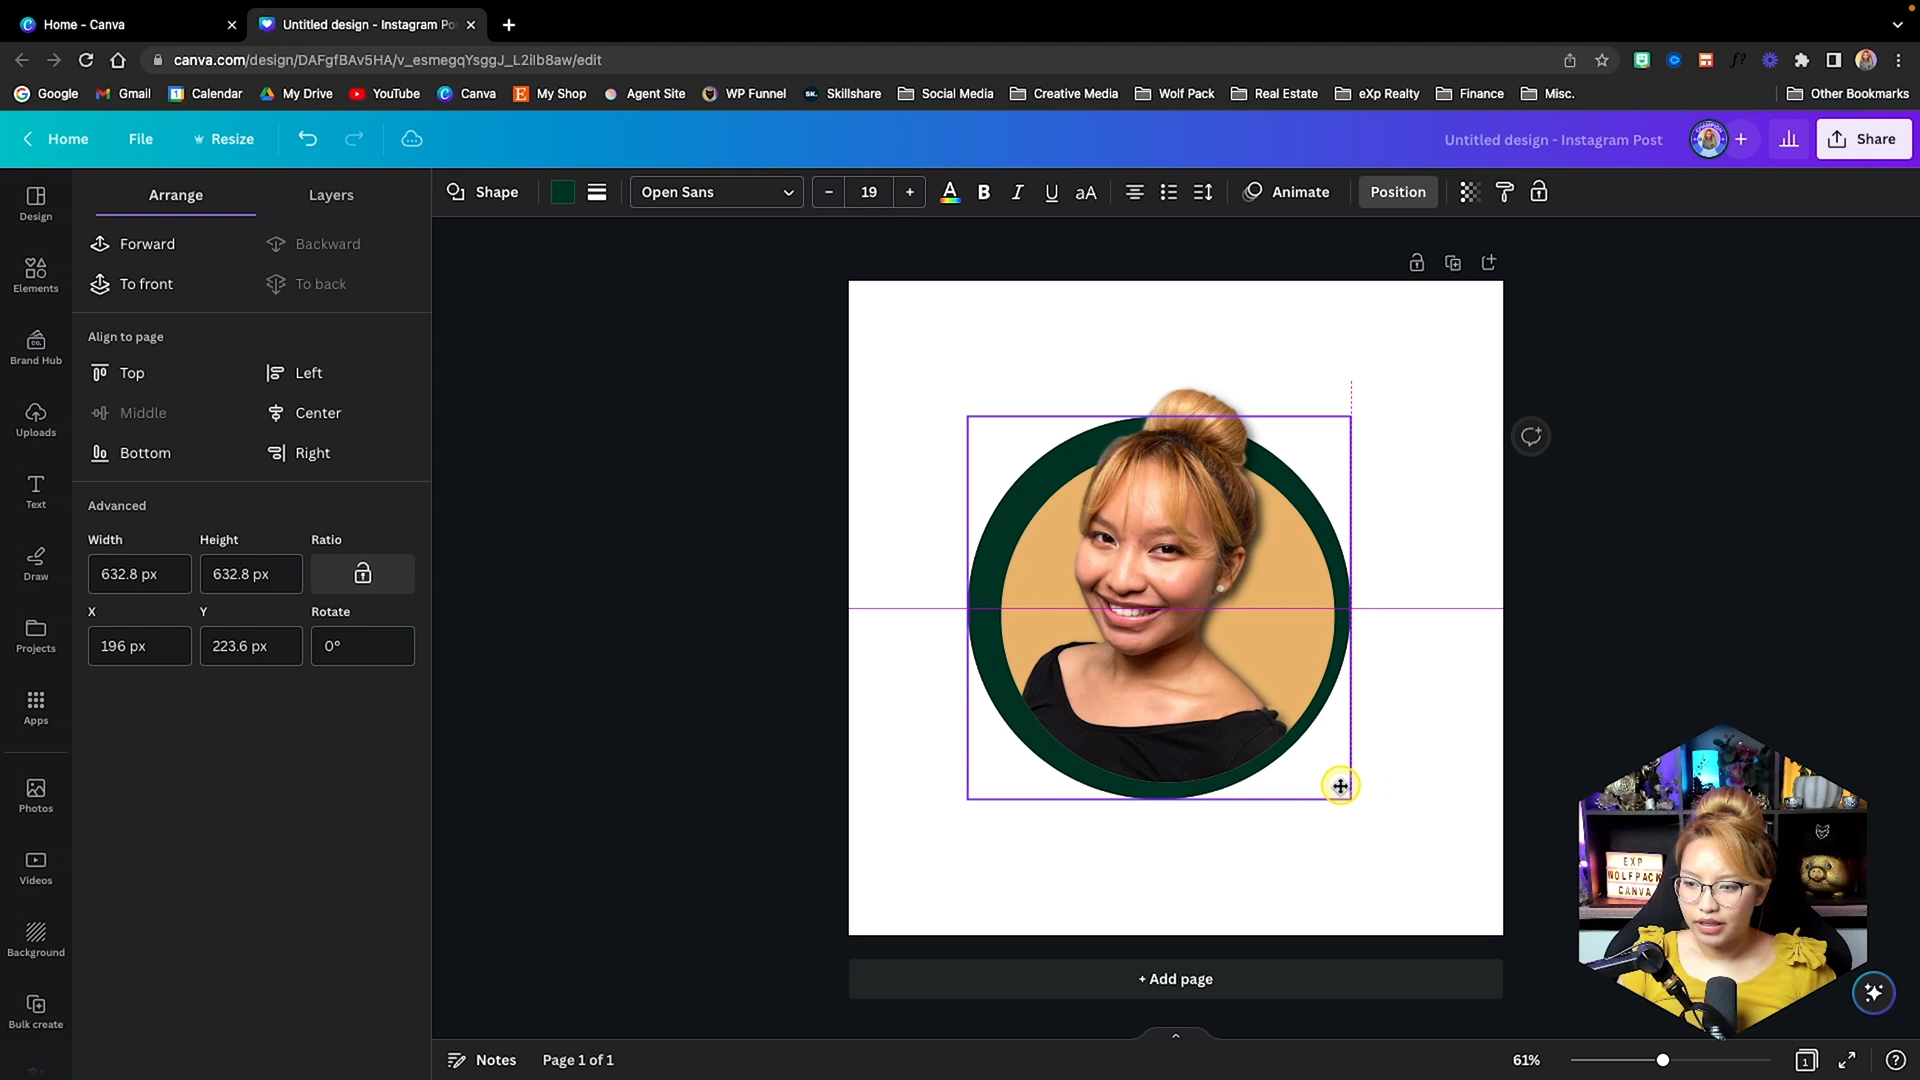 Home - Canva
Untitled design - Instagram Po
canva.com/design/DAFgfBAv5HA/v_esmegqYsggJ_L2iIb8aw/edit
Google
Gmail
Calendar
My Drive
YouTube
Canva
My Shop
Agent Site
WP Funnel
Skillshare
Social Media
Creative Media
Wolf Pack
Real Estate
eXp Realty
Finance
Misc.
Other Bookmarks
Home
File
Resize
Untitled design - Instagram Post
Share
Design
Elements
Brand Hub
Uploads
Text
Draw
Projects
Apps
Photos
Videos
Background
Bulk create
Arrange
Layers
Forward
Backward
To front
To back
Align to page
Top
Left
Middle
Center
Bottom
Right
Advanced
Width
Height
Ratio
632.8 px
632.8 px
X
Y
Rotate
196 px
223.6 px
0°
Shape
Open Sans
19
A
B
I
U
aA
Animate
Position
+ Add page
EXP
WOLFPACK
CANVA
Notes
Page 1 of 1
61%
1